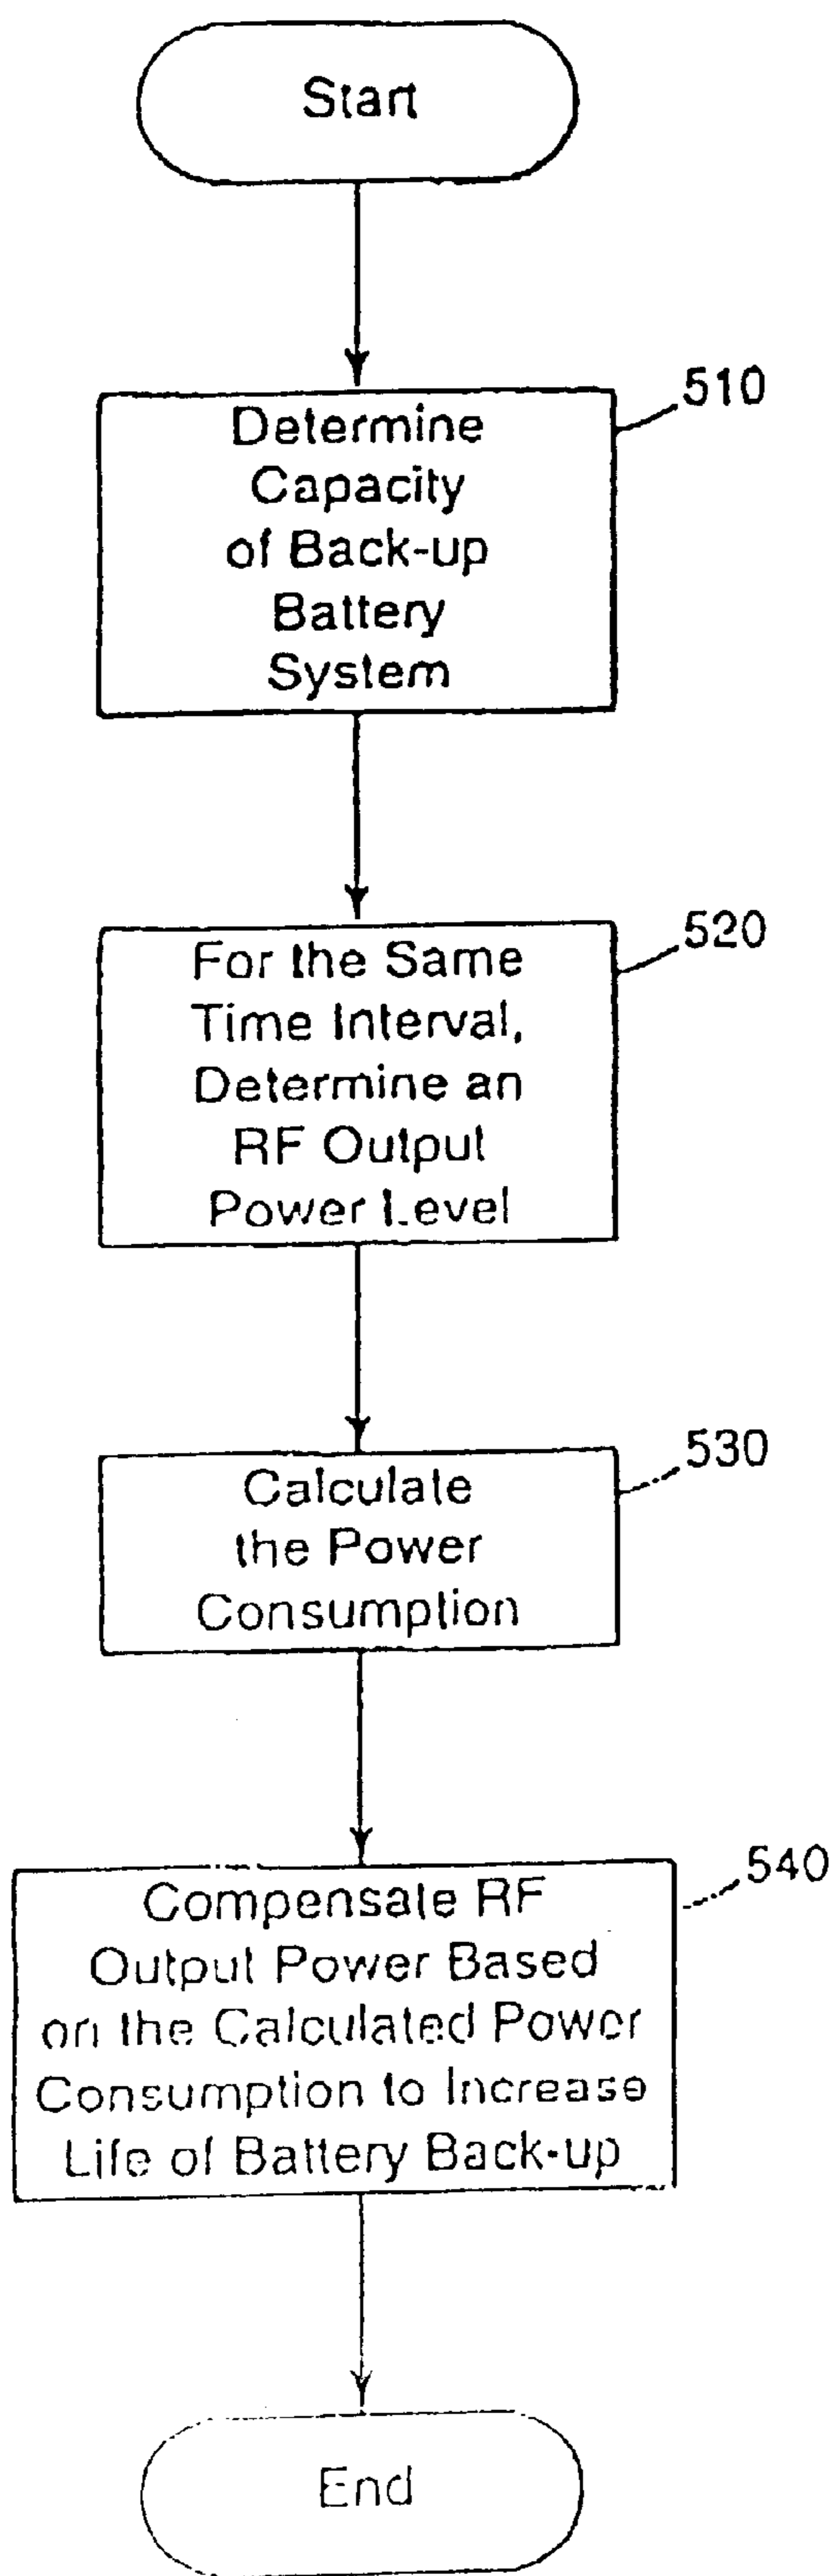 Start
510
Determine
Capacity
of Back-up
Battery
System
520
For the Same
Time Interval,
Determine an
RF Output
Power Level
530
Calculate
the Power
Consumption
540
Compensate RF
Output Power Based
on the Calculated Power
Consumption to Increase
Life of Battery Back-up
End